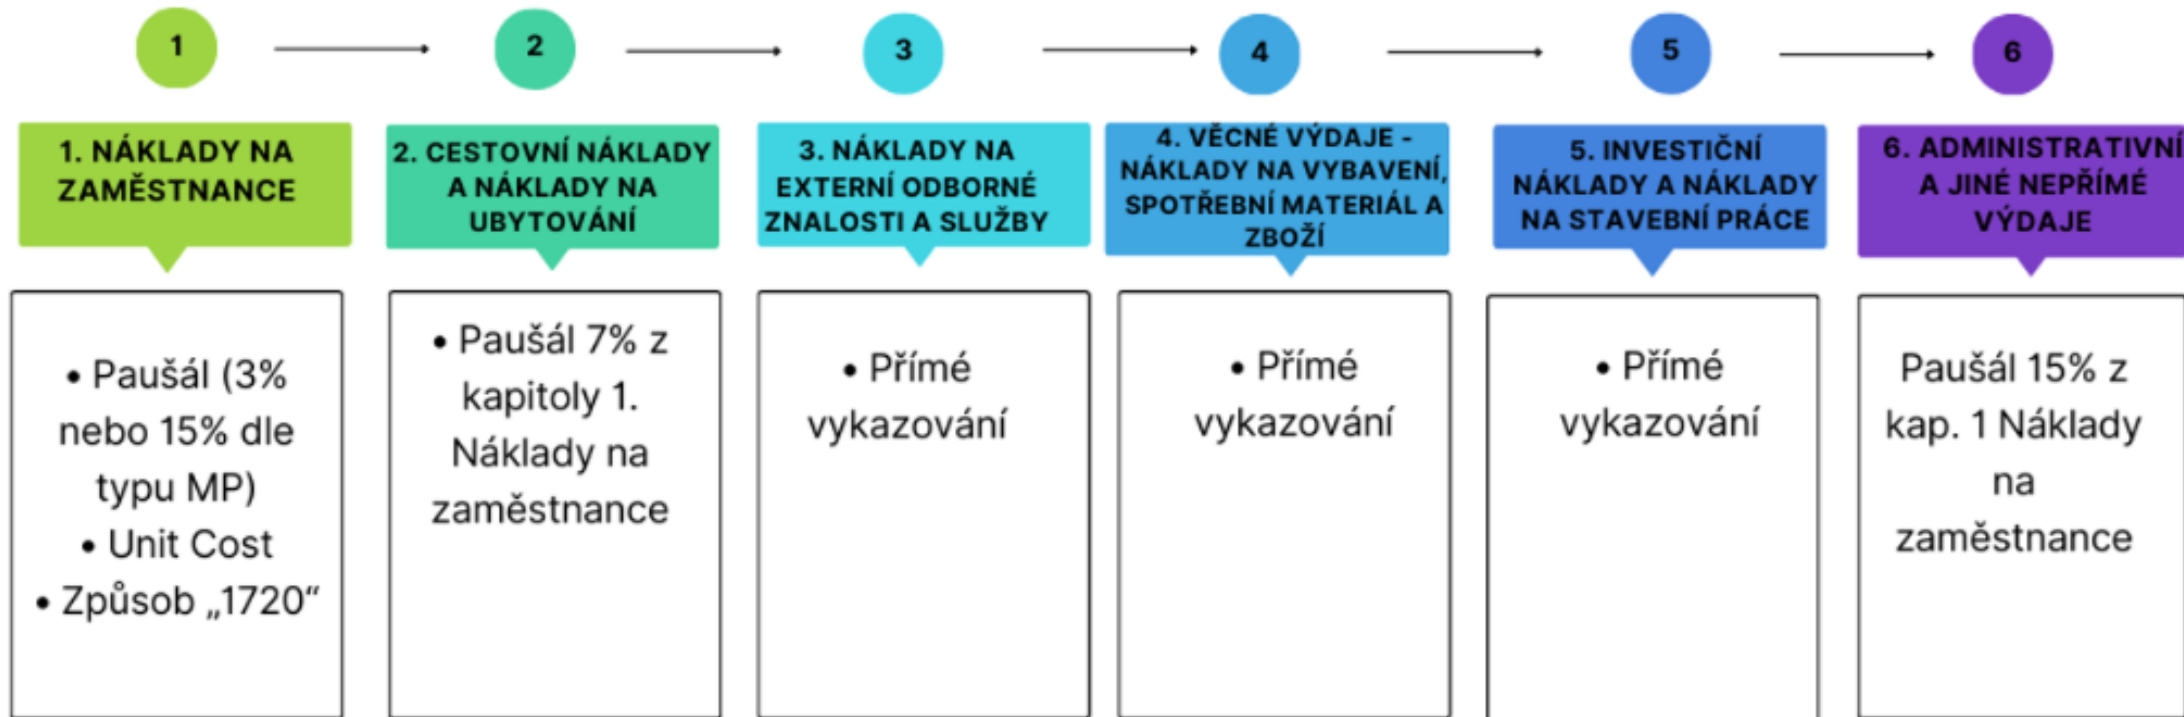 1
2
3
4
5
6
1. NÁKLADY NA
ZAMĚSTNANCE
2. CESTOVNÍ NÁKLADY
A NÁKLADY NA
UBYTOVÁNÍ
3. NÁKLADY NA
EXTERNÍ ODBORNÉ
ZNALOSTI A SLUŽBY
4. VĚCNÉ VÝDAJE -
NÁKLADY NA VYBAVENÍ,
SPOTŘEBNÍ MATERIÁL A
ZBOŽÍ
5. INVESTIČNÍ
NÁKLADY A NÁKLADY
NA STAVEBNÍ PRÁCE
6. ADMINISTRATIVNÍ
A JINÉ NEPŘÍMÉ
VÝDAJE
• Paušál (3%
nebo 15% dle
typu MP)
• Unit Cost
• Způsob „1720“
• Paušál 7% z
kapitoly 1.
Náklady na
zaměstnance
• Přímé
vykazování
• Přímé
vykazování
• Přímé
vykazování
Paušál 15% z
kap. 1 Náklady
na
zaměstnance